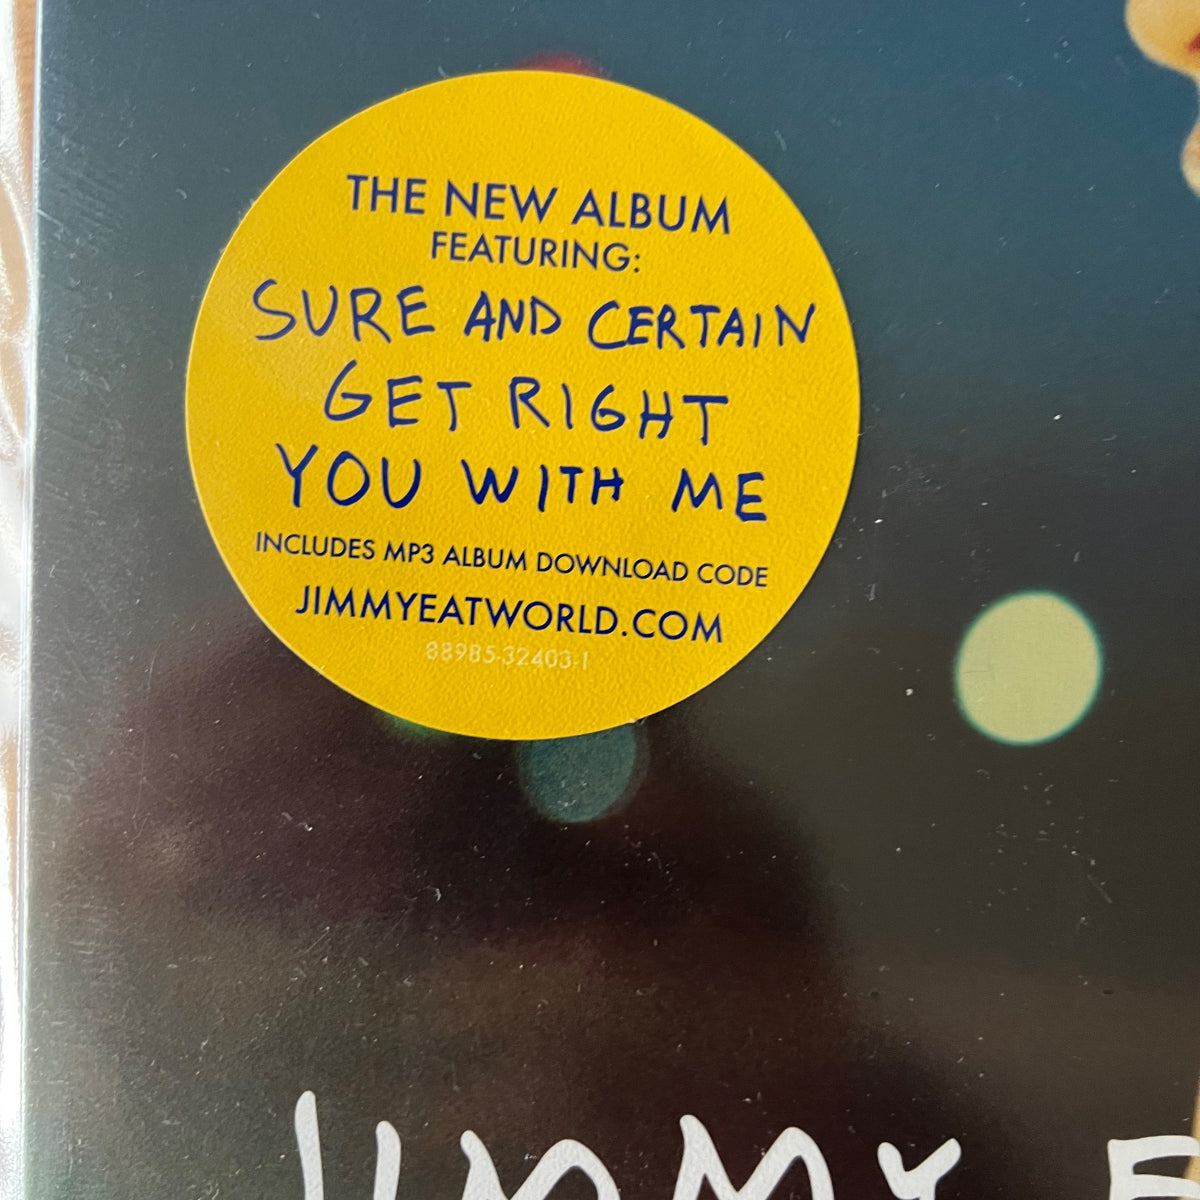 THE NEW ALBUM
FEATURING:
SURE AND CERTAIN
GET RIGHT
YOU WITH ME
INCLUDES MP3 ALBUM DOWNLOAD CODE
JIMMYEATWORLD.COM
88985-32403-1
JIMMY E